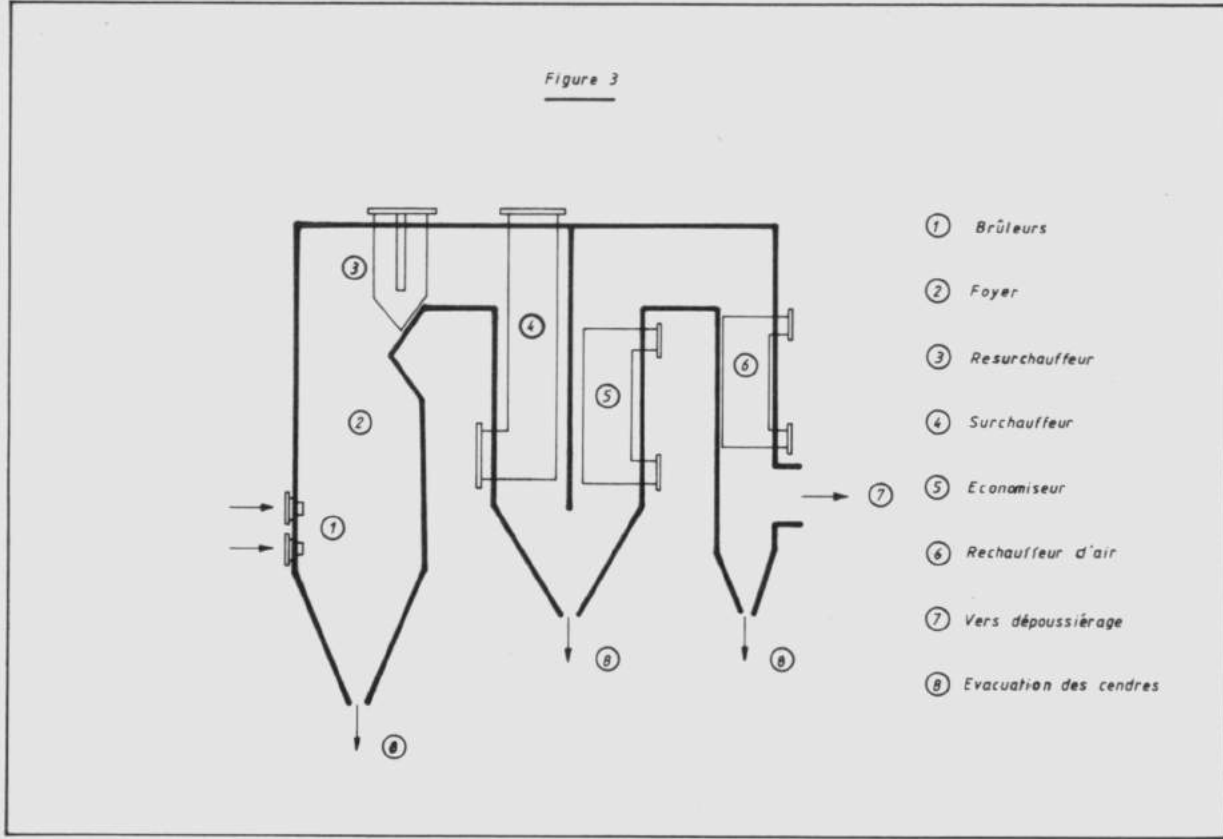 Figure 3
① Brûleurs
② Foyer
③ Resurchauffeur
④ Surchauffeur
⑤ Economiseur
⑥ Rechauffeur d'air
⑦ Vers dépoussiérage
⑧ Evacuation des cendres
③
④
⑥
⑤
②
⑦
①
⑧
⑧
⑧